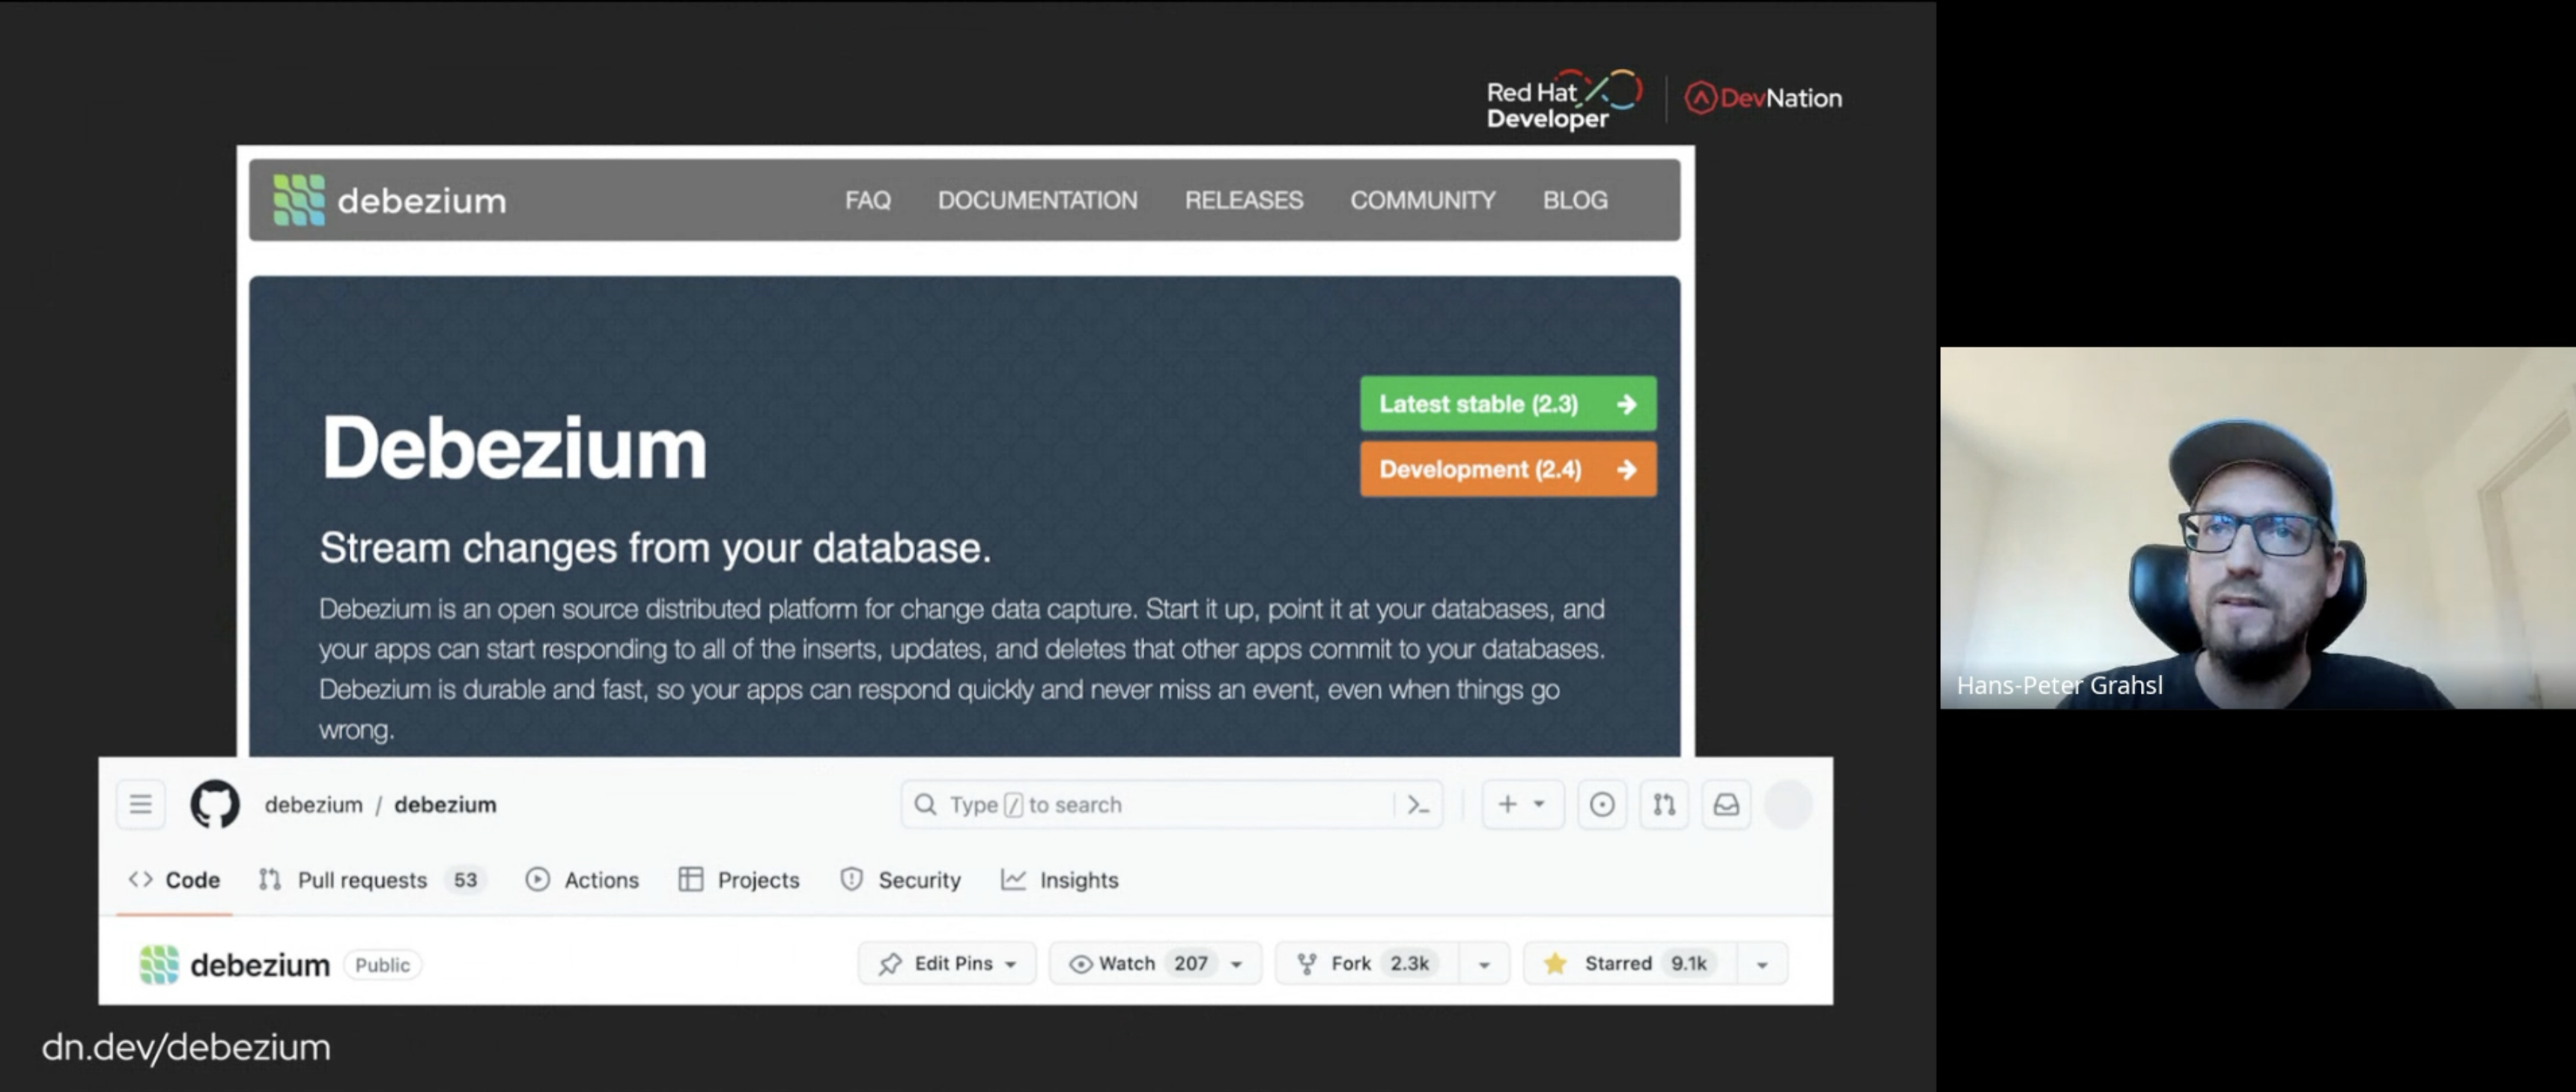 Red Hat
Developer
DevNation
debezium
FAQ DOCUMENTATION RELEASES COMMUNITY BLOG
Latest stable (2.3)
Development (2.4)
Debezium
Stream changes from your database.
Debezium is an open source distributed platform for change data capture. Start it up, point it at your databases, and
your apps can start responding to all of the inserts, updates, and deletes that other apps commit to your databases.
Debezium is durable and fast, so your apps can respond quickly and never miss an event, even when things go
wrong.
Hans-Peter Grahsl
debezium / debezium
Type / to search
Code Pull requests 53 Actions Projects Security Insights
debezium Public Edit Pins Watch 207 Fork 2.3k Starred 9.1k
dn.dev/debezium